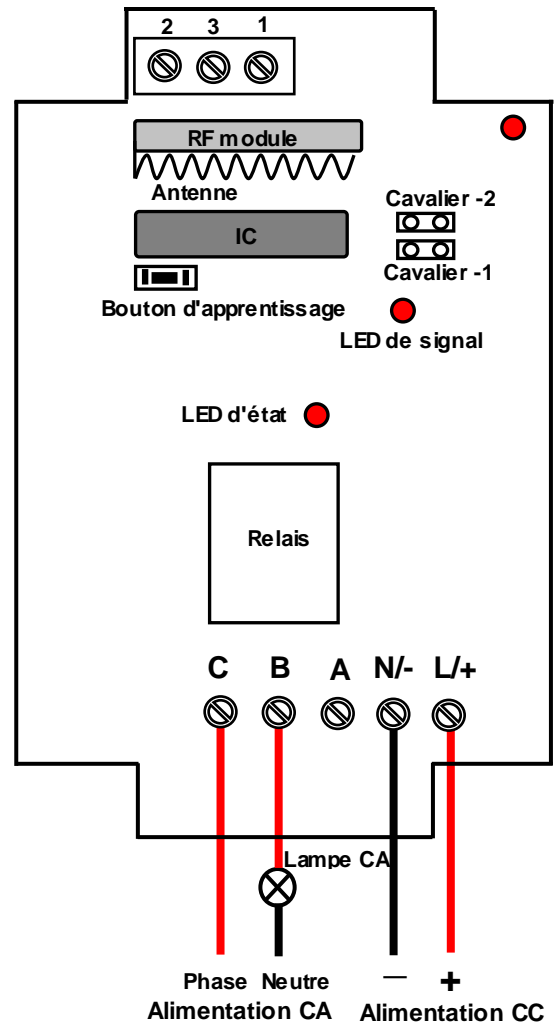 2 3 1
RF module
Antenne
Cavalier -2
IC
Cavalier -1
Bouton d'apprentissage
LED de signal
LED d'état
Relais
C B A N/- L/+
Lampe CA
— +
Phase Neutre
Alimentation CA Alimentation CC